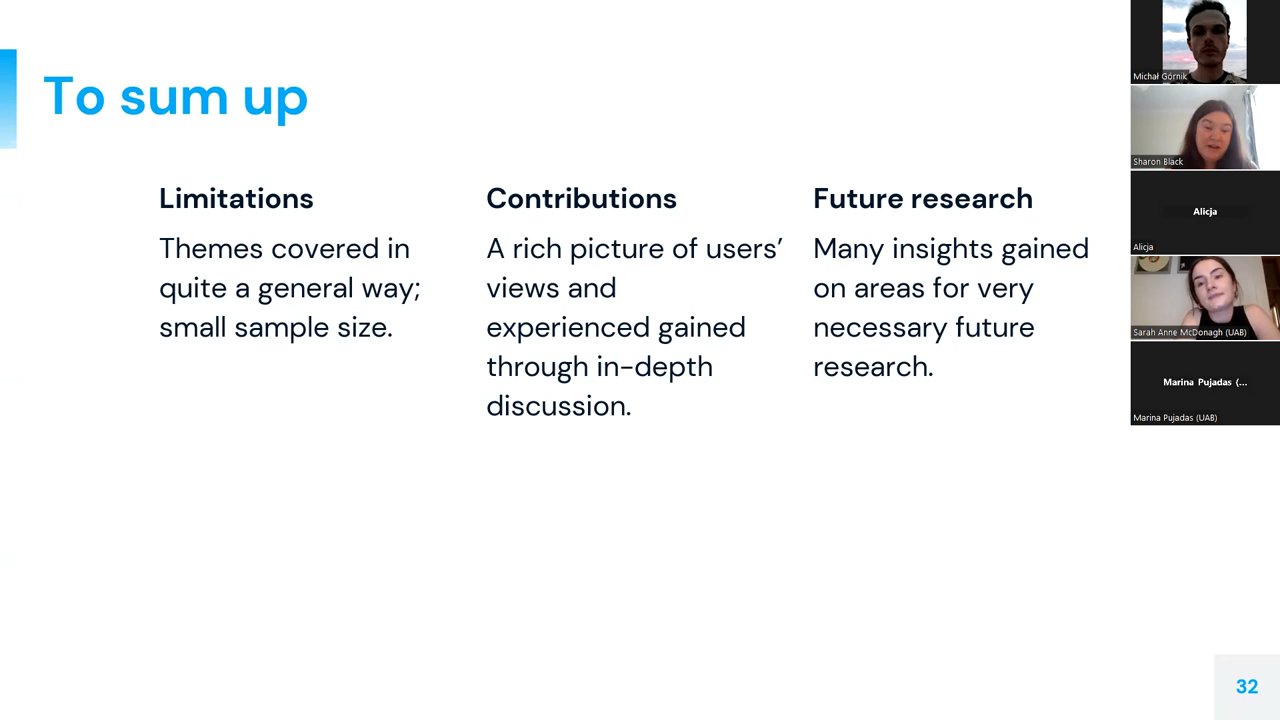 To sum up
Limitations
Themes covered in
quite a general way;
small sample size.
Contributions
A rich picture of users’
views and
experienced gained
through in-depth
discussion.
Future research
Many insights gained
on areas for very
necessary future
research.
32
Michał Górnik
Sharon Black
Alicja
Alicja
Sarah Anne McDonagh (UAB)
Marina Pujadas (...
Marina Pujadas (UAB)